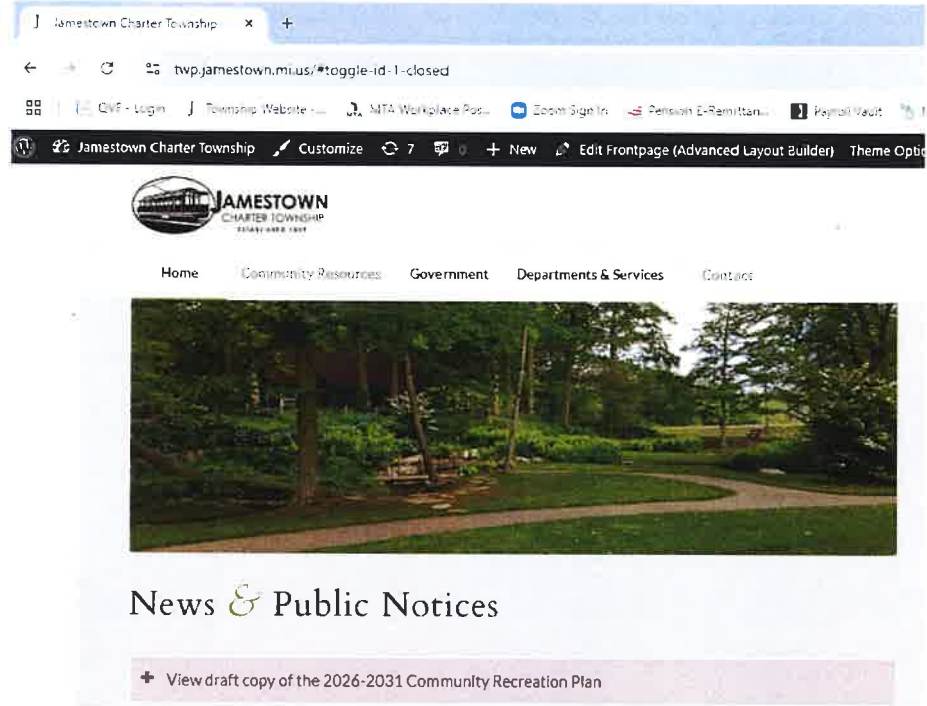 Jamestown Charter Township
twp.jamestown.mi.us/#toggle-id-1-closed
QVF - Login Township Website - ... MTA Workplace Pos... Zoom Sign In Pension E-Remittan... Payroll Vault
Jamestown Charter Township Customize 7 0 + New Edit Frontpage (Advanced Layout Builder) Theme Optio
JAMESTOWN
CHARTER TOWNSHIP
Home Community Resources Government Departments & Services Contact
News & Public Notices
+ View draft copy of the 2026-2031 Community Recreation Plan